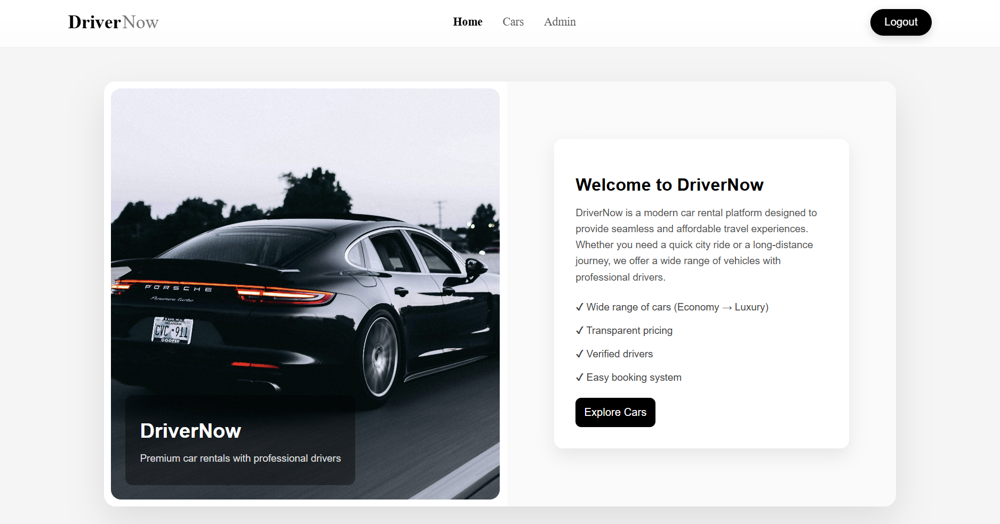 DriverNow
Home
Cars
Admin
Logout
PORSCHE
Panamera turbo
OKLAHOMA
CVC-911
COOPER
DriverNow
Premium car rentals with professional drivers
Welcome to DriverNow
DriverNow is a modern car rental platform designed to
provide seamless and affordable travel experiences.
Whether you need a quick city ride or a long-distance
journey, we offer a wide range of vehicles with
professional drivers.
✓ Wide range of cars (Economy → Luxury)
✓ Transparent pricing
✓ Verified drivers
✓ Easy booking system
Explore Cars